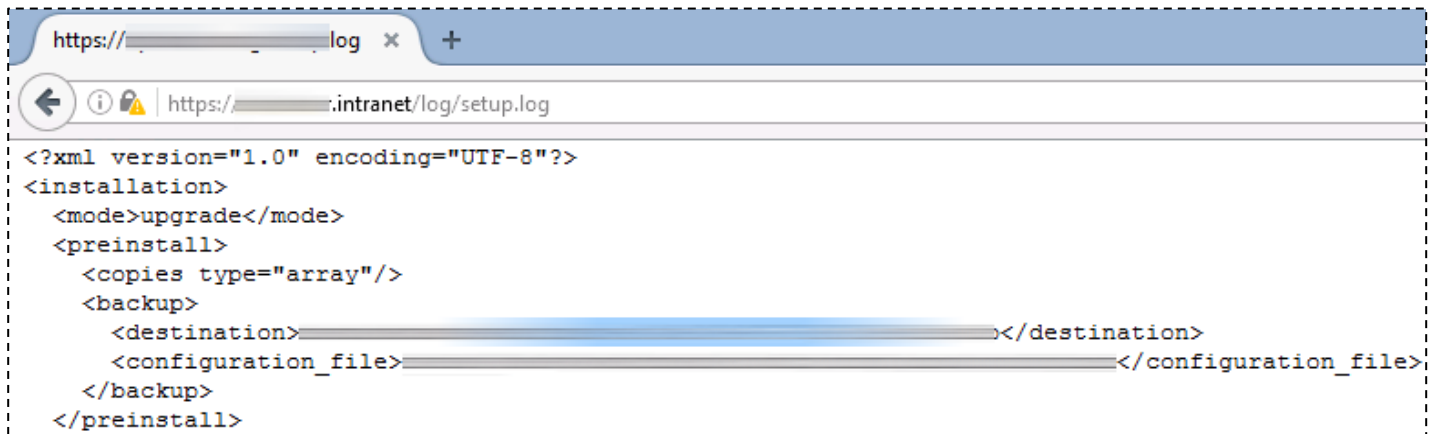 https:// log × +
https:/ r.intranet/log/setup.log
<?xml version="1.0" encoding="UTF-8"?>
<installation>
<mode>upgrade</mode>
<preinstall>
<copies type="array"/>
<backup>
<destination> </destination>
<configuration_file> </configuration_file>
</backup>
</preinstall>